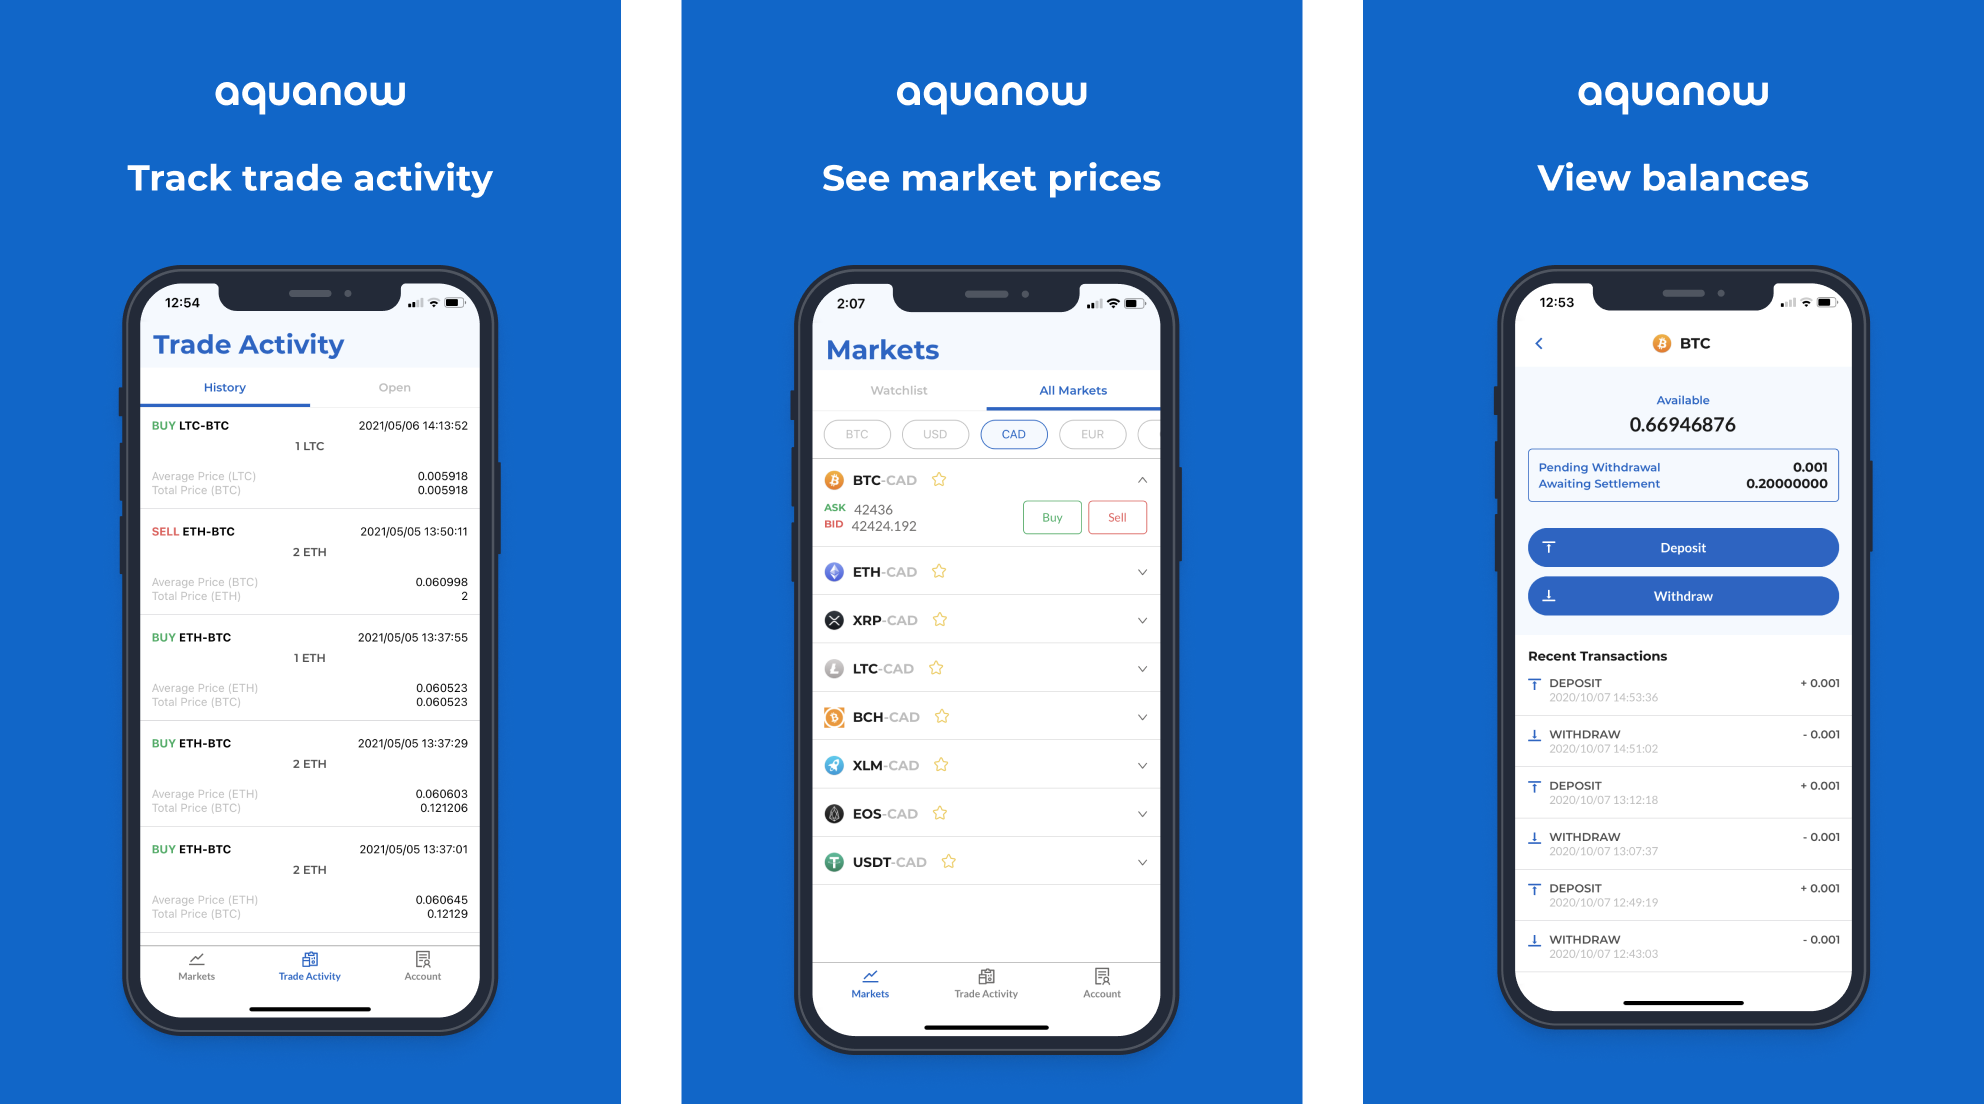 aquanow
Track trade activity
12:54
Trade Activity
History Open
BUY LTC-BTC 2021/05/06 14:13:52
1 LTC
Average Price (LTC) 0.005918
Total Price (BTC) 0.005918
SELL ETH-BTC 2021/05/05 13:50:11
2 ETH
Average Price (BTC) 0.060998
Total Price (ETH) 2
BUY ETH-BTC 2021/05/05 13:37:55
1 ETH
Average Price (ETH) 0.060523
Total Price (BTC) 0.060523
BUY ETH-BTC 2021/05/05 13:37:29
2 ETH
Average Price (ETH) 0.060603
Total Price (BTC) 0.121206
BUY ETH-BTC 2021/05/05 13:37:01
2 ETH
Average Price (ETH) 0.060645
Total Price (BTC) 0.12129
Markets Trade Activity Account
aquanow
See market prices
2:07
Markets
Watchlist All Markets
BTC USD CAD EUR
BTC-CAD
ASK 42436
BID 42424.192
Buy Sell
ETH-CAD
XRP-CAD
LTC-CAD
BCH-CAD
XLM-CAD
EOS-CAD
USDT-CAD
Markets Trade Activity Account
aquanow
View balances
12:53
BTC
Available
0.66946876
Pending Withdrawal 0.001
Awaiting Settlement 0.20000000
Deposit
Withdraw
Recent Transactions
DEPOSIT + 0.001
2020/10/07 14:53:36
WITHDRAW - 0.001
2020/10/07 14:51:02
DEPOSIT + 0.001
2020/10/07 13:12:18
WITHDRAW - 0.001
2020/10/07 13:07:37
DEPOSIT + 0.001
2020/10/07 12:49:19
WITHDRAW - 0.001
2020/10/07 12:43:03